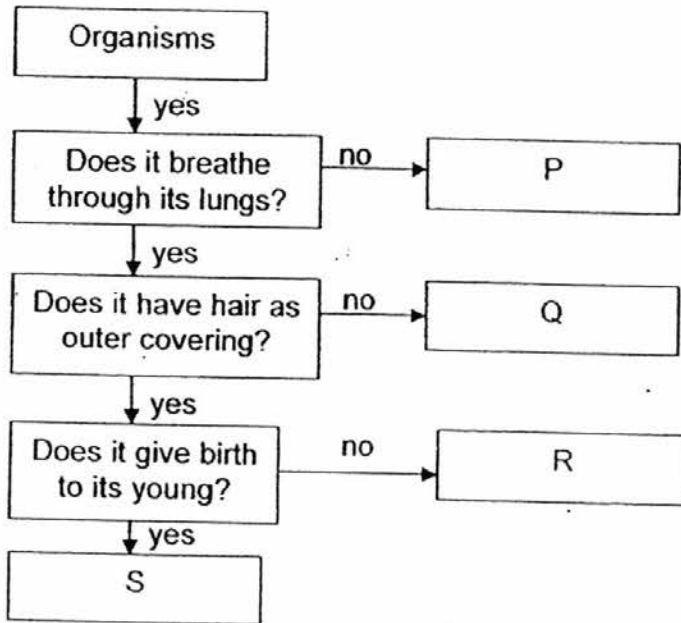 Organisms
yes
Does it breathe
through its lungs?
no
P
yes
Does it have hair as
outer covering?
no
Q
yes
Does it give birth
to its young?
no
R
yes
S